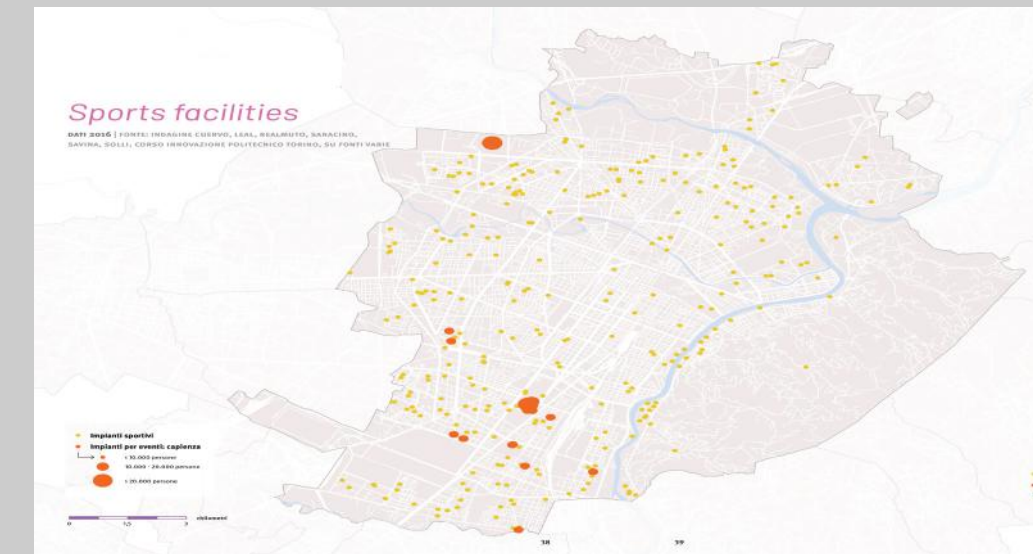 Sports facilities
DATI 2016 | FONTE: INDAGINE CUERVO, LEAL, REALMUTO, SARACINO,
SAVINA, SOLLI, CORSO INNOVAZIONE POLITECNICO TORINO, SU FONTI VARIE
Impianti sportivi
Impianti per eventi: capienza
< 10.000 persone
10.000 - 20.000 persone
> 20.000 persone
0 1,5 3 chilometri
38 39